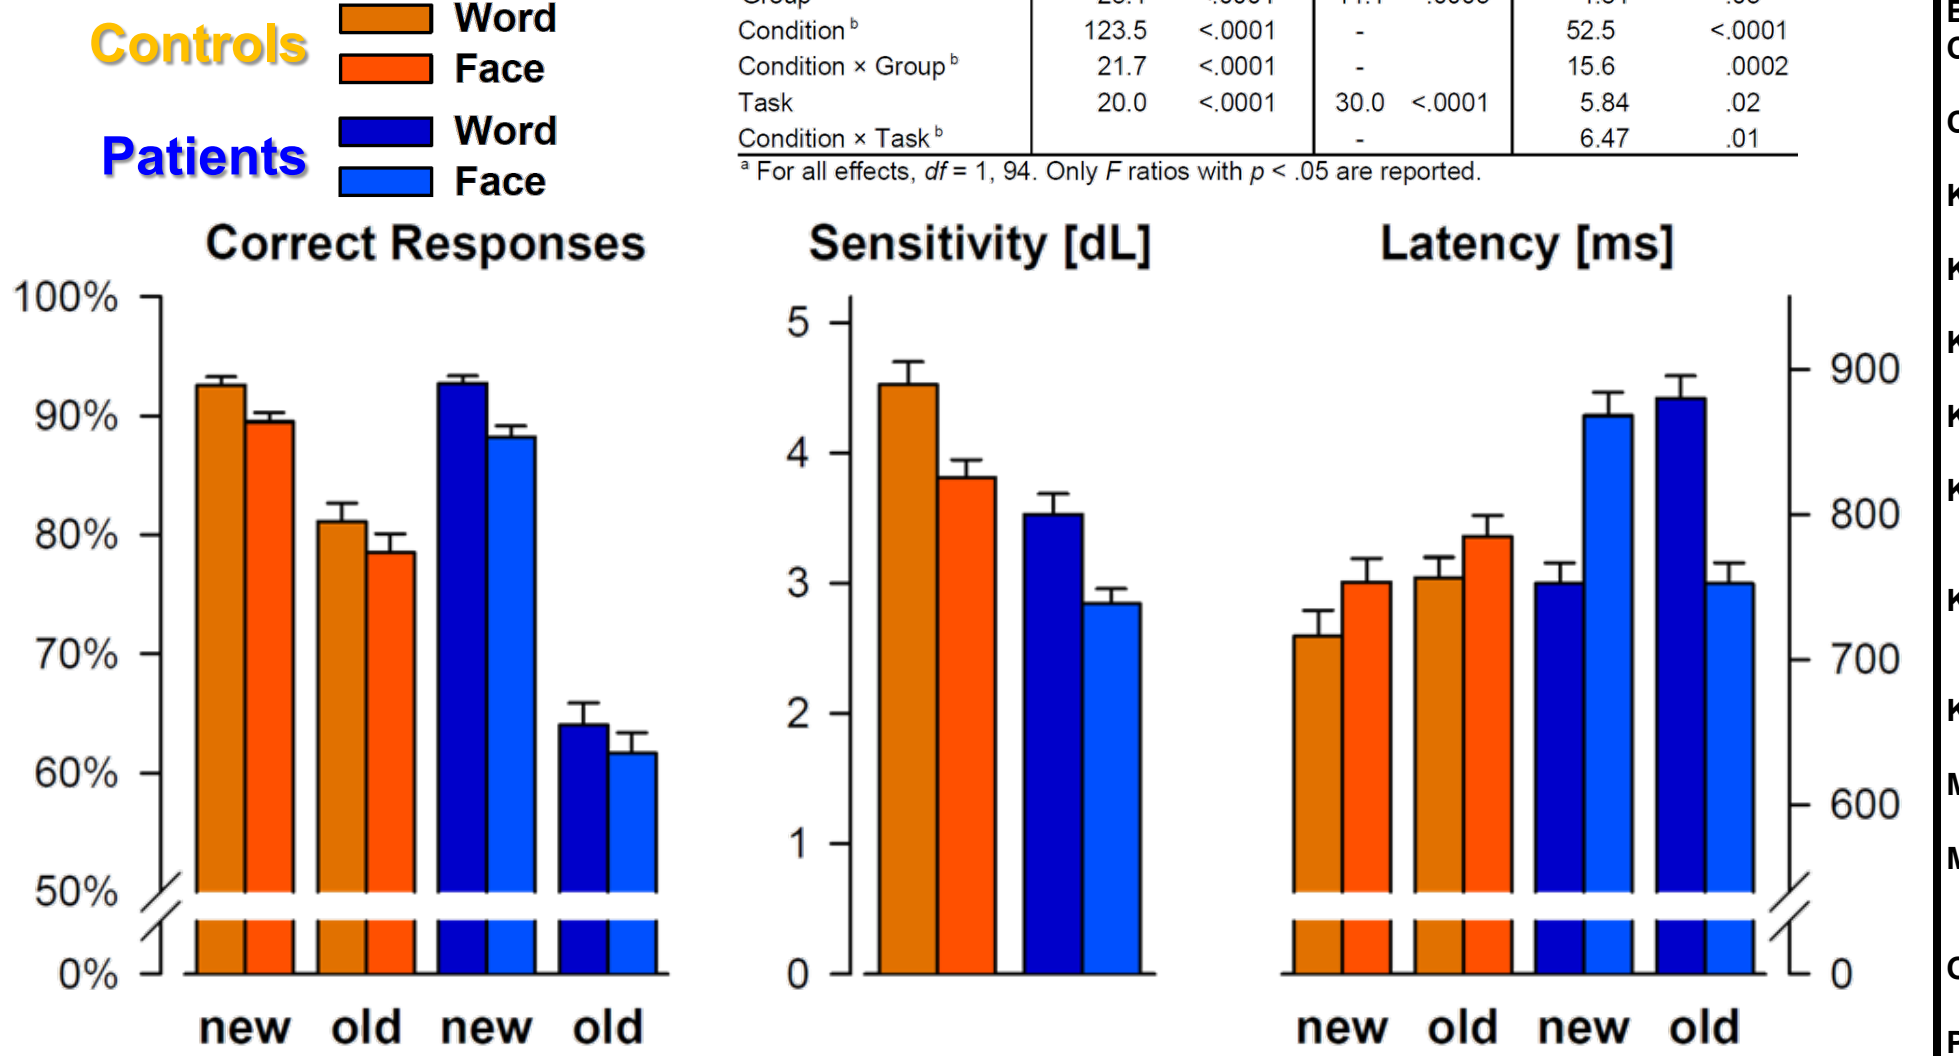 Controls
Word
Face
Patients
Word
Face
Group
Condition b 123.5 <.0001 -  52.5 <.0001
Condition × Group b 21.7 <.0001 - 15.6 .0002
Task 20.0 <.0001 30.0 <.0001 5.84 .02
Condition × Task b - 6.47 .01
a For all effects, df = 1, 94. Only F ratios with p < .05 are reported.
Correct Responses
100%
90%
80%
70%
60%
50%
0%
new old new old
Sensitivity [dL]
5
4
3
2
1
0
Latency [ms]
900
800
700
600
0
new old new old